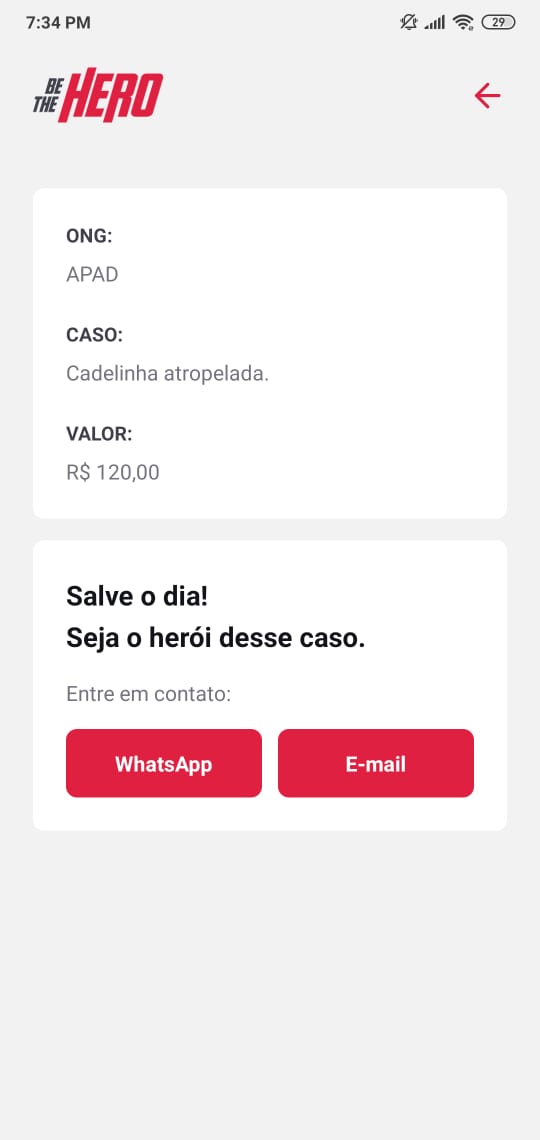 7:34 PM
29
BE
THE HERO
ONG:
APAD
CASO:
Cadelinha atropelada.
VALOR:
R$ 120,00
Salve o dia!
Seja o herói desse caso.
Entre em contato:
WhatsApp
E-mail